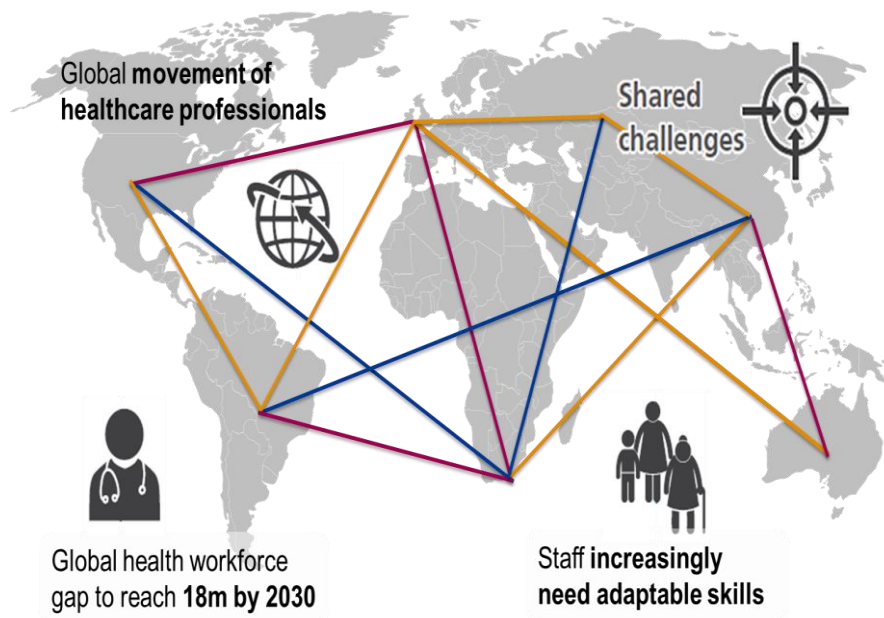 Global movement of
healthcare professionals
Shared
challenges
Global health workforce
gap to reach 18m by 2030
Staff increasingly
need adaptable skills